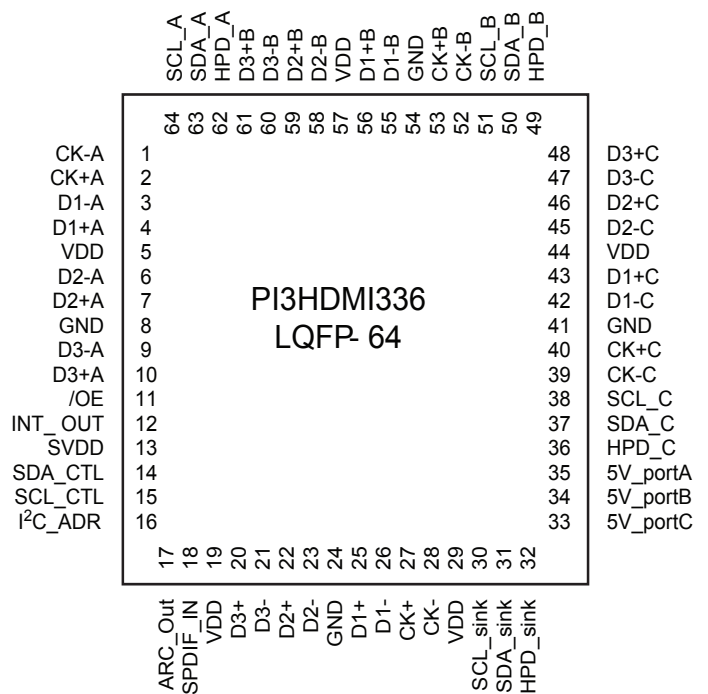 SCL_A
SDA_A
HPD_A
D3+B
D3-B
D2+B
D2-B
VDD
D1+B
D1-B
GND
CK+B
CK-B
SCL_B
SDA_B
HPD_B
64
63
62
61
60
59
58
57
56
55
54
53
52
51
50
49
CK-A 1
CK+A 2
D1-A 3
D1+A 4
VDD 5
D2-A 6
D2+A 7
GND 8
D3-A 9
D3+A 10
/OE 11
INT_ OUT 12
SVDD 13
SDA_CTL 14
SCL_CTL 15
I²C_ADR 16
PI3HDMI336
LQFP- 64
48 D3+C
47 D3-C
46 D2+C
45 D2-C
44 VDD
43 D1+C
42 D1-C
41 GND
40 CK+C
39 CK-C
38 SCL_C
37 SDA_C
36 HPD_C
35 5V_portA
34 5V_portB
33 5V_portC
17
18
19
20
21
22
23
24
25
26
27
28
29
30
31
32
ARC_Out
SPDIF_IN
VDD
D3+
D3-
D2+
D2-
GND
D1+
D1-
CK+
CK-
VDD
SCL_sink
SDA_sink
HPD_sink